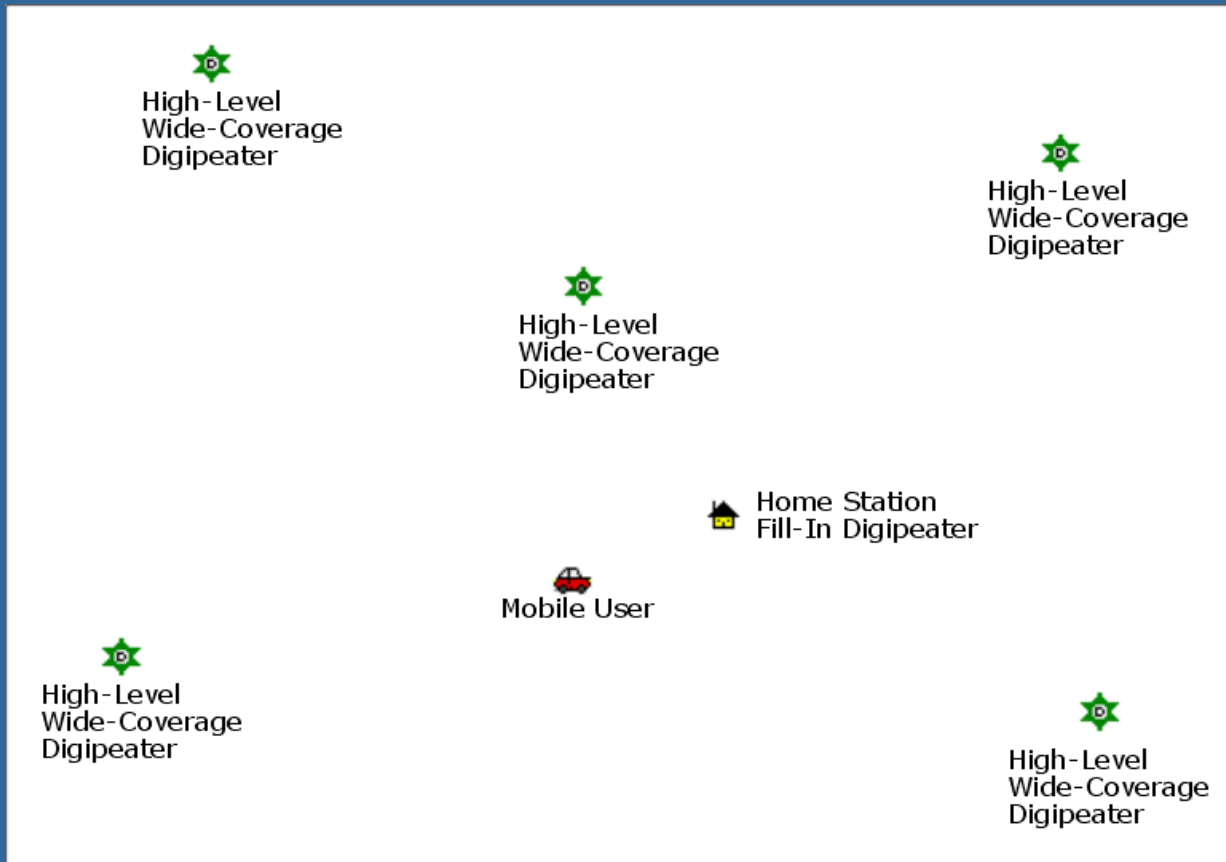 D
High-Level
Wide-Coverage
Digipeater
D
High-Level
Wide-Coverage
Digipeater
D
High-Level
Wide-Coverage
Digipeater
Home Station
Fill-In Digipeater
Mobile User
D
High-Level
Wide-Coverage
Digipeater
D
High-Level
Wide-Coverage
Digipeater